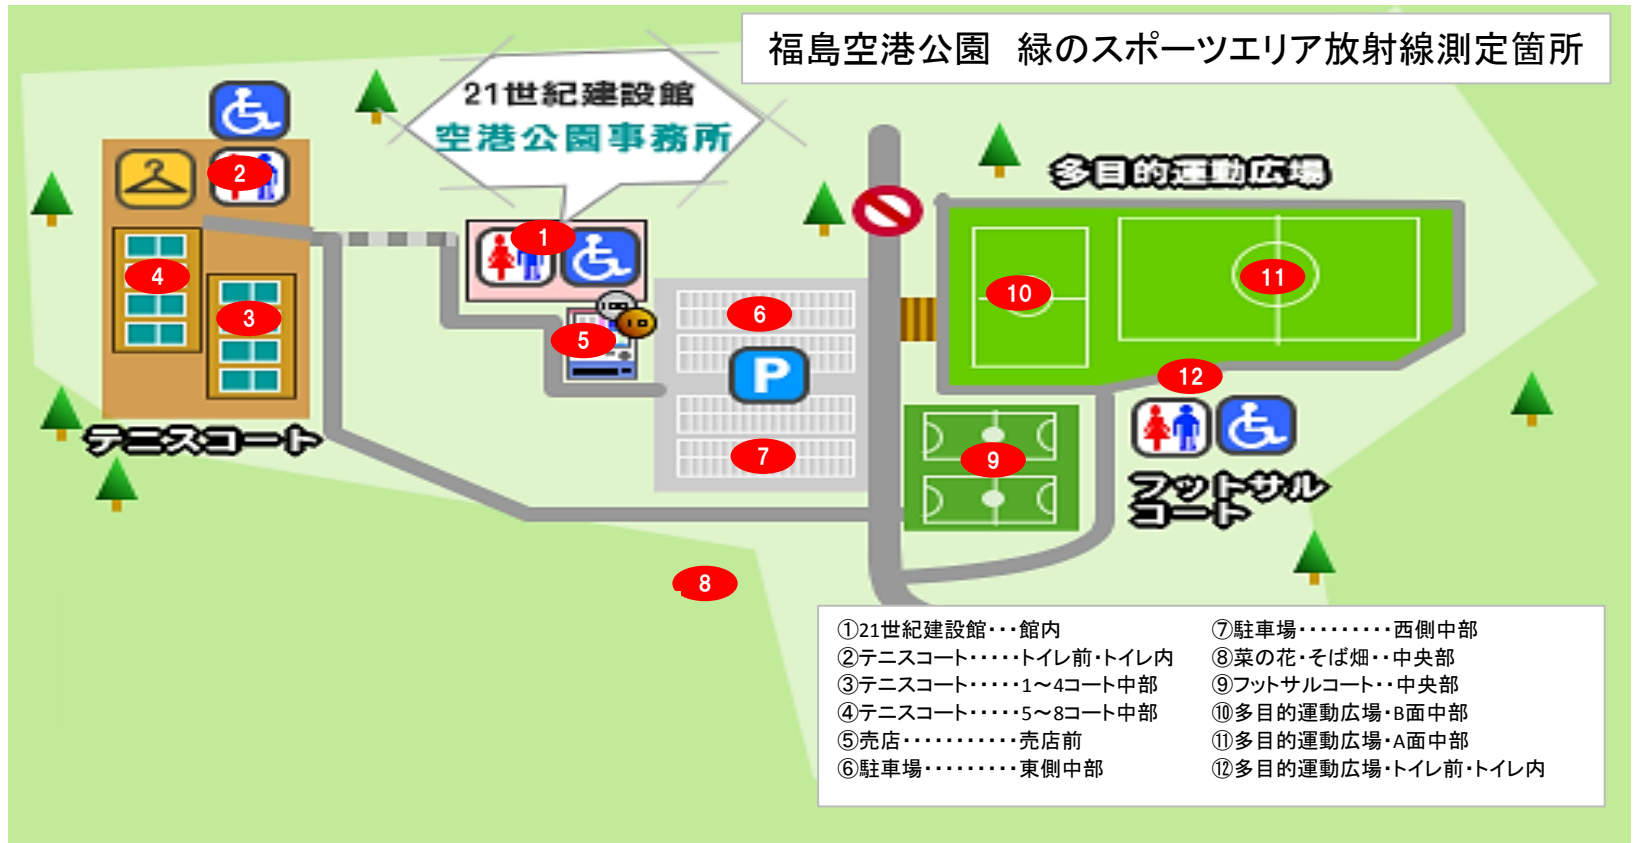 福島空港公園　緑のスポーツエリア放射線測定箇所
21世紀建設館
空港公園事務所
多目的運動広場
2
1
4
3
5
6
P
7
10
11
12
9
8
テニスコート
フットサル
コート
①21世紀建設館・・・館内
②テニスコート・・・・・トイレ前・トイレ内
③テニスコート・・・・・1～4コート中部
④テニスコート・・・・・5～8コート中部
⑤売店・・・・・・・・・・・売店前
⑥駐車場・・・・・・・・・東側中部
⑦駐車場・・・・・・・・・西側中部
⑧菜の花・そば畑・・中央部
⑨フットサルコート・・中央部
⑩多目的運動広場・B面中部
⑪多目的運動広場・A面中部
⑫多目的運動広場・トイレ前・トイレ内